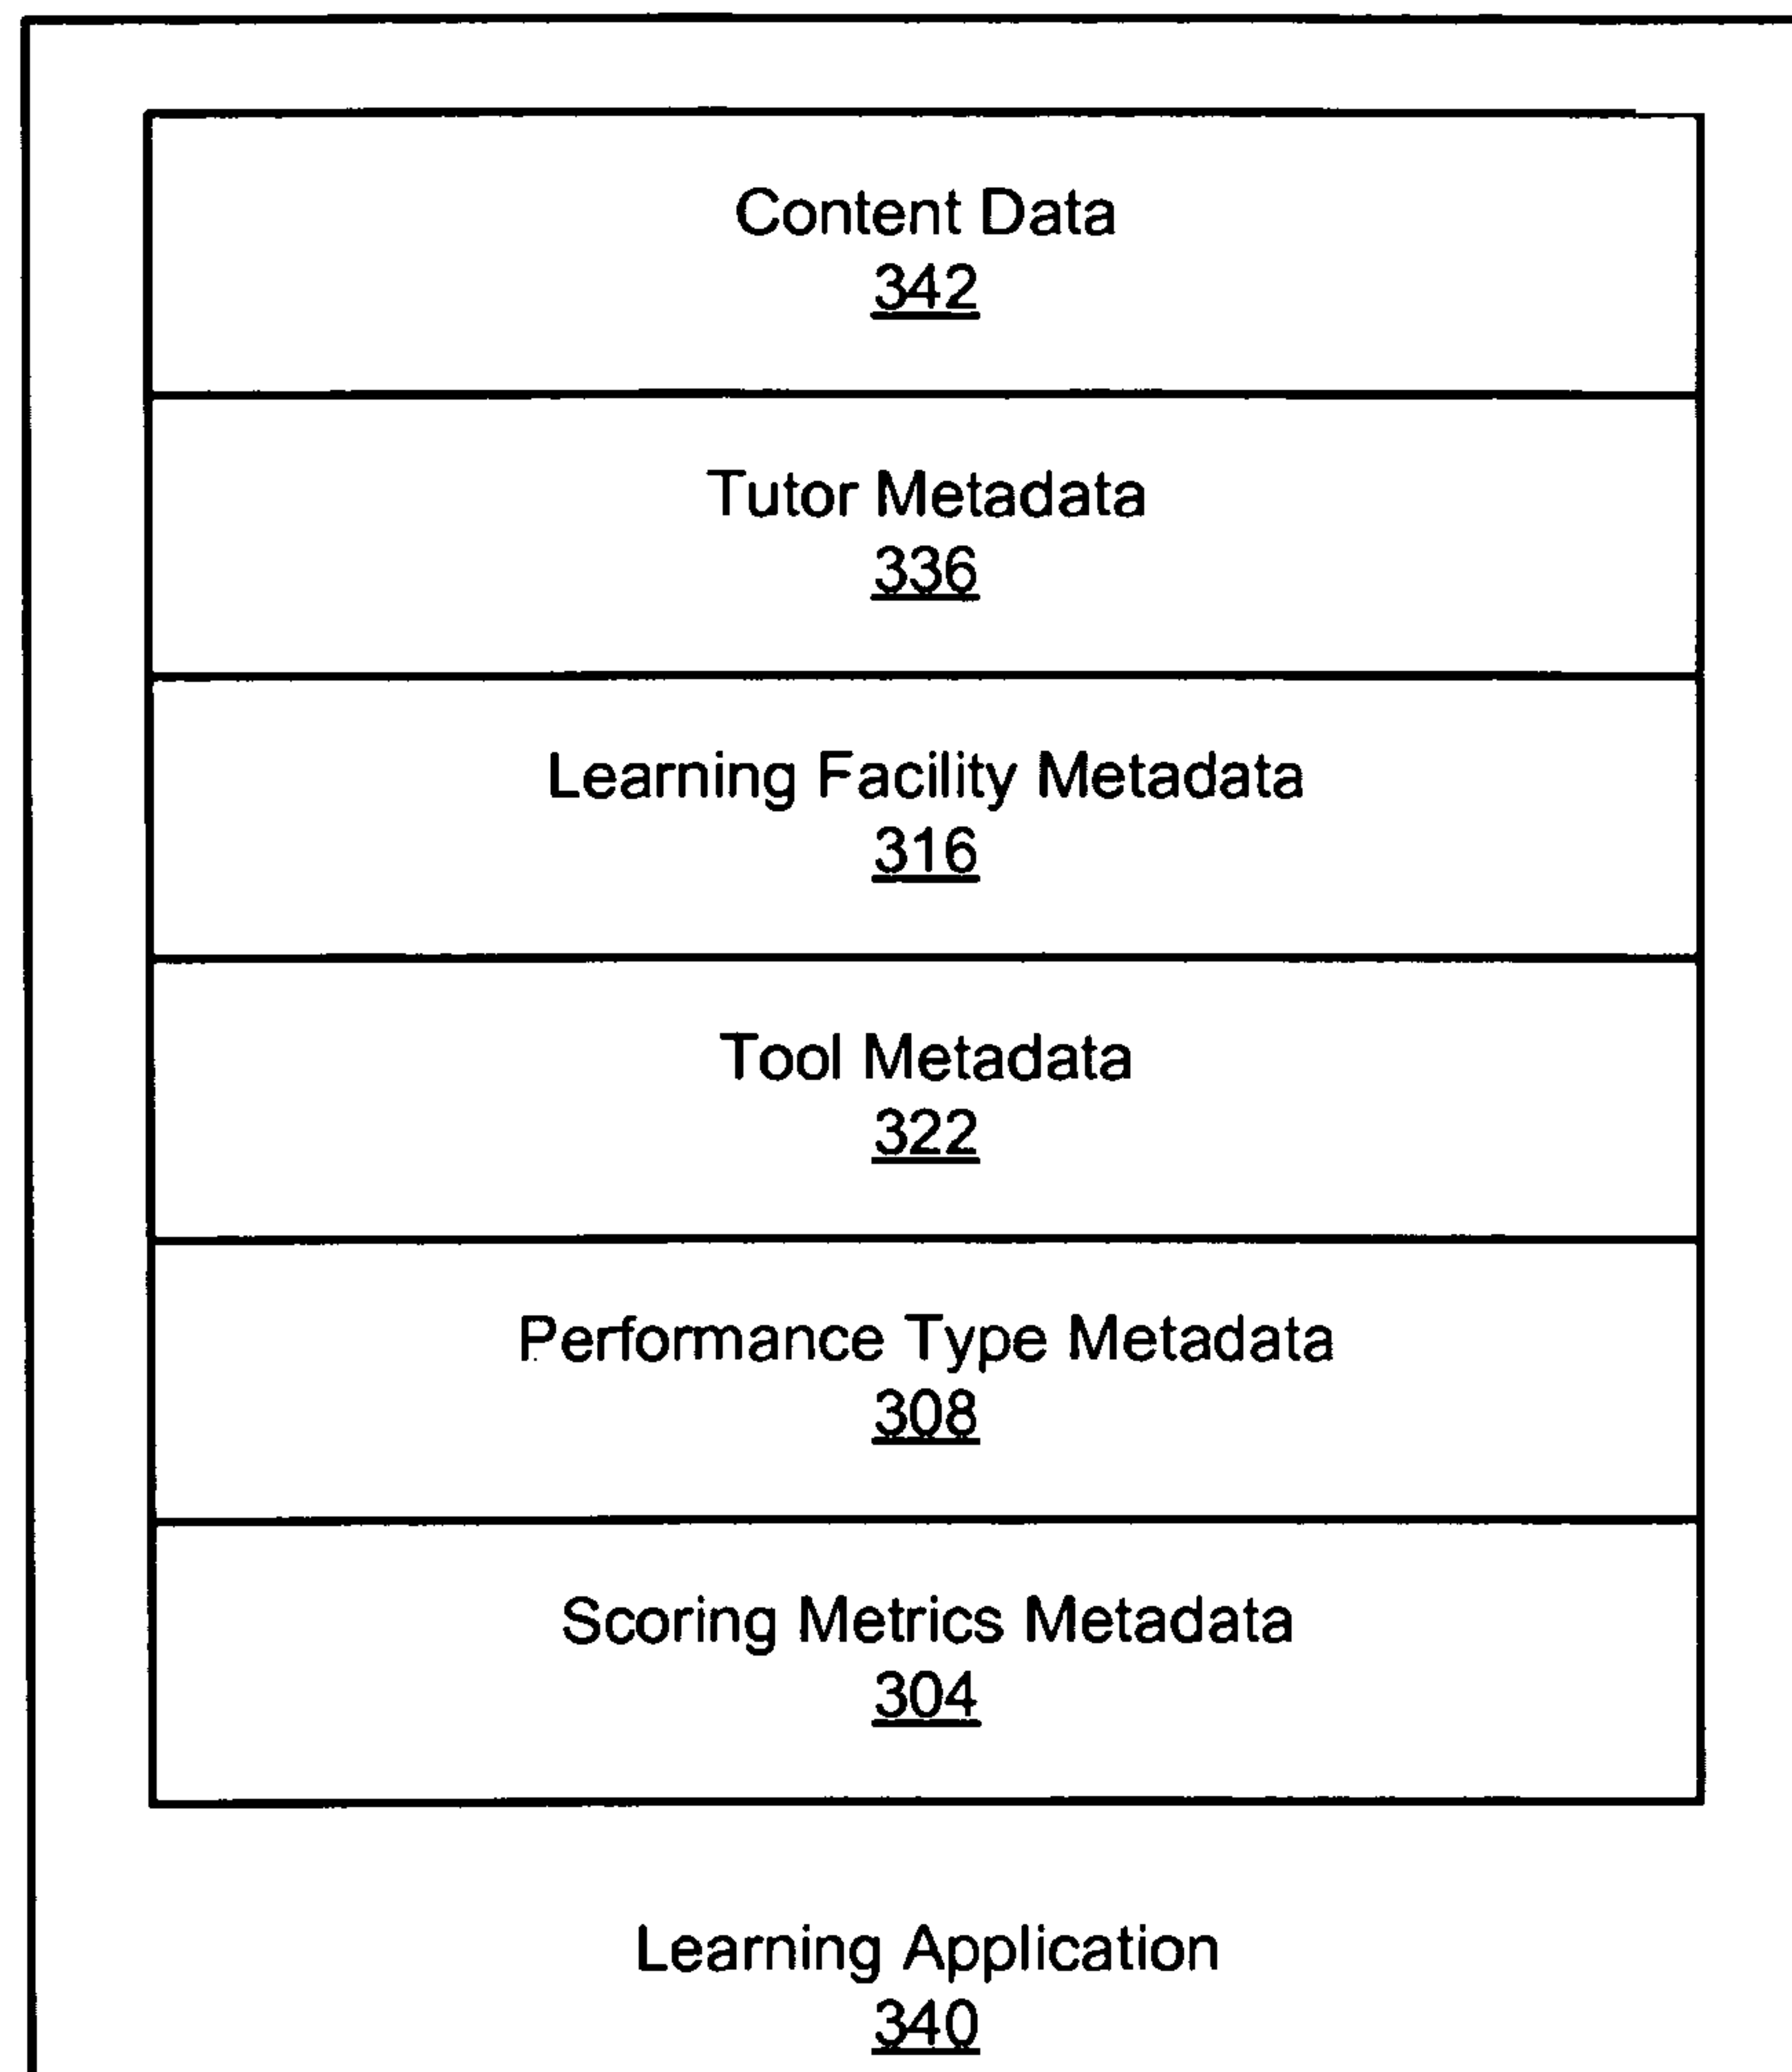 Content Data
342
Tutor Metadata
336
Learning Facility Metadata
316
Tool Metadata
322
Performance Type Metadata
308
Scoring Metrics Metadata
304
Learning Application
340